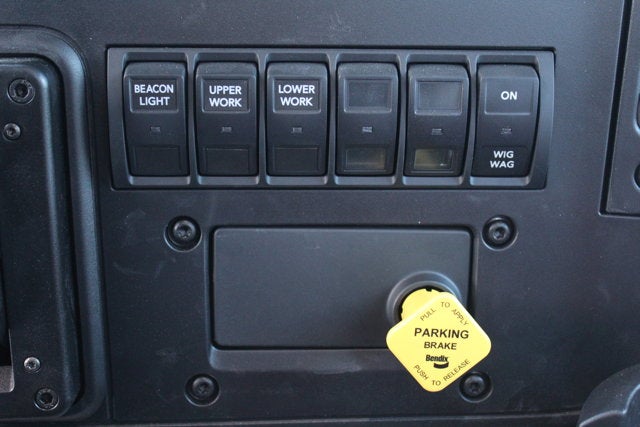 BEACON
LIGHT
UPPER
WORK
LOWER
WORK
ON
WIG
WAG
PULL TO APPLY
PARKING
BRAKE
Bendix
PUSH TO RELEASE